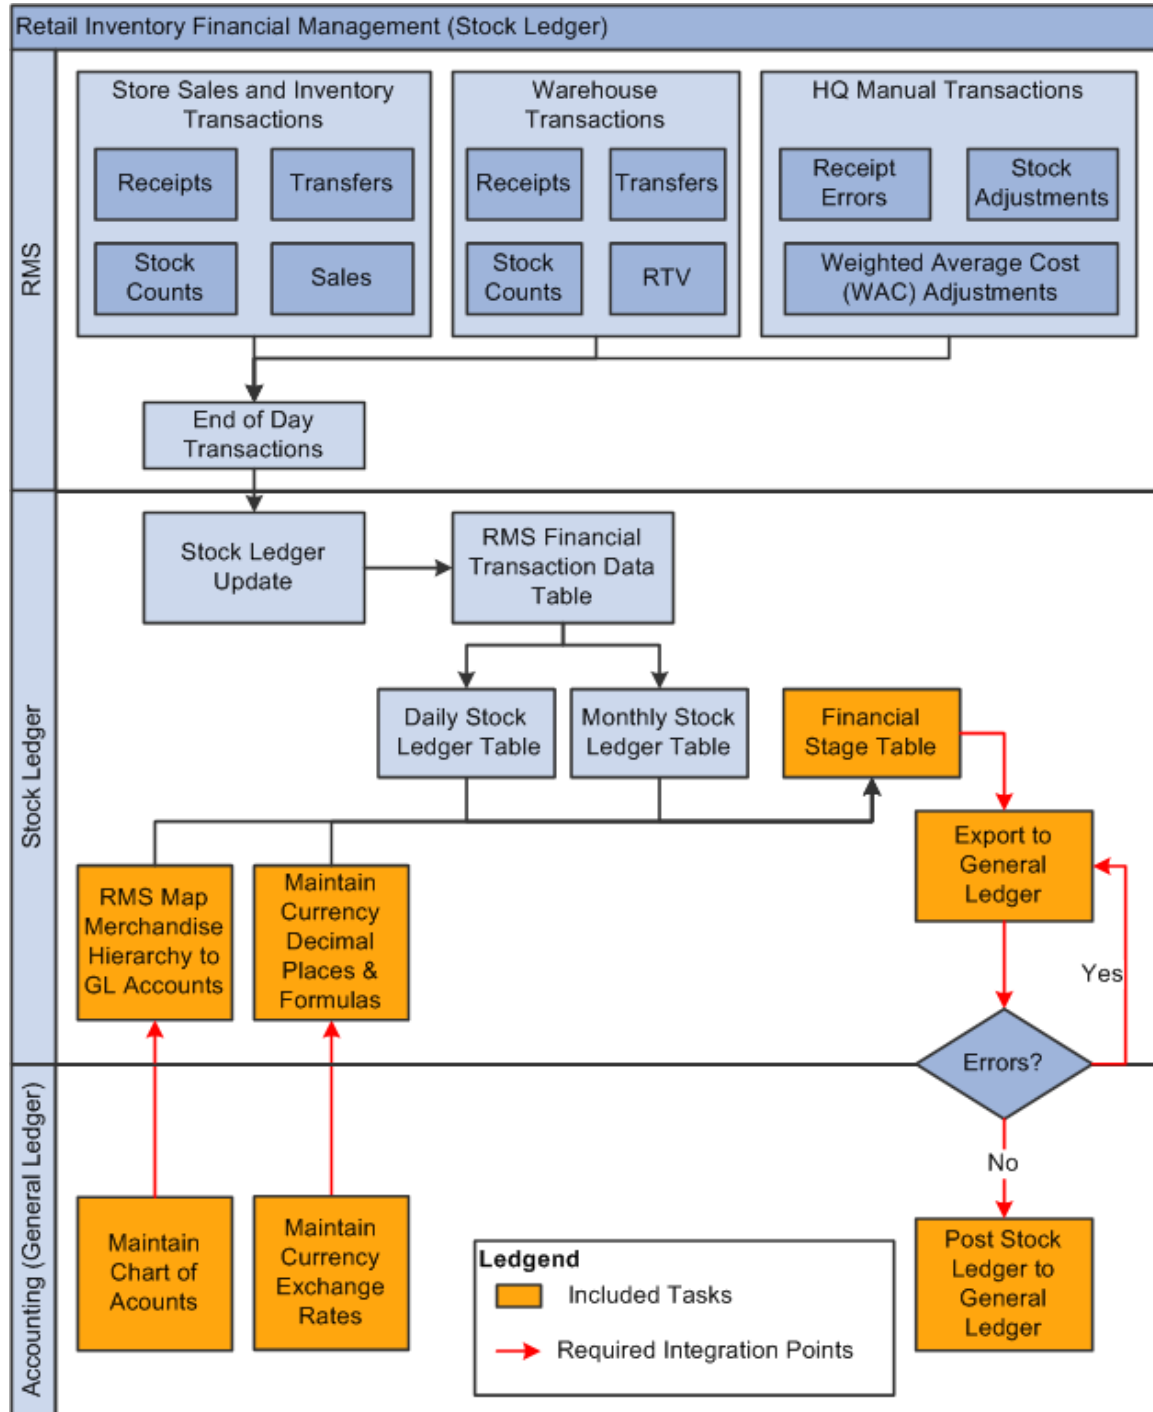 Retail Inventory Financial Management (Stock Ledger)
RMS
Store Sales and Inventory
Transactions
Receipts
Transfers
Stock
Counts
Sales
Warehouse
Transactions
Receipts
Transfers
Stock
Counts
RTV
HQ Manual Transactions
Receipt
Errors
Stock
Adjustments
Weighted Average Cost
(WAC) Adjustments
End of Day
Transactions
Stock Ledger
Stock Ledger
Update
RMS Financial
Transaction Data
Table
Daily Stock
Ledger Table
Monthly Stock
Ledger Table
Financial
Stage Table
RMS Map
Merchandise
Hierarchy to
GL Accounts
Maintain
Currency
Decimal
Places &
Formulas
Export to
General
Ledger
Yes
Errors?
No
Accounting (General Ledger)
Maintain
Chart of
Acounts
Maintain
Currency
Exchange
Rates
Ledgend
Included Tasks
Required Integration Points
Post Stock
Ledger to
General
Ledger